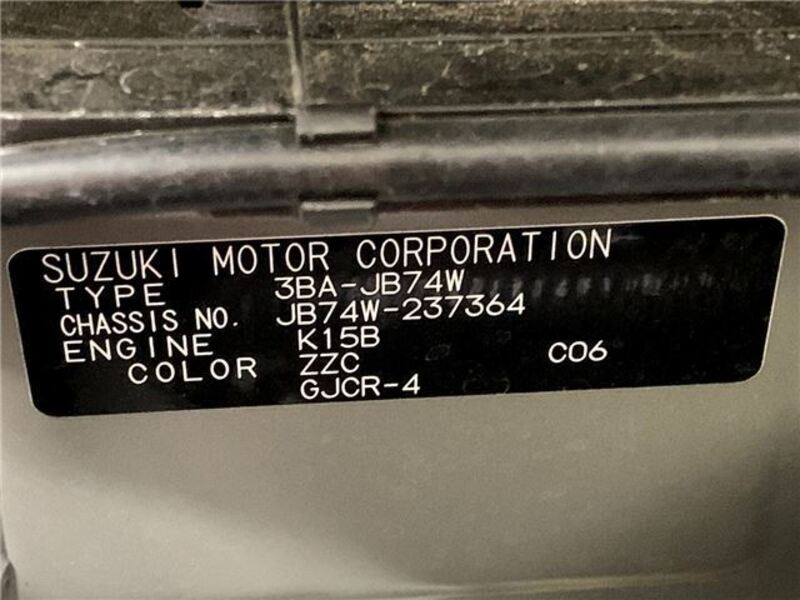 SUZUKI MOTOR CORPORATION
TYPE 3BA-JB74W
CHASSIS NO. JB74W-237364
ENGINE K15B
COLOR ZZC C06
GJCR-4